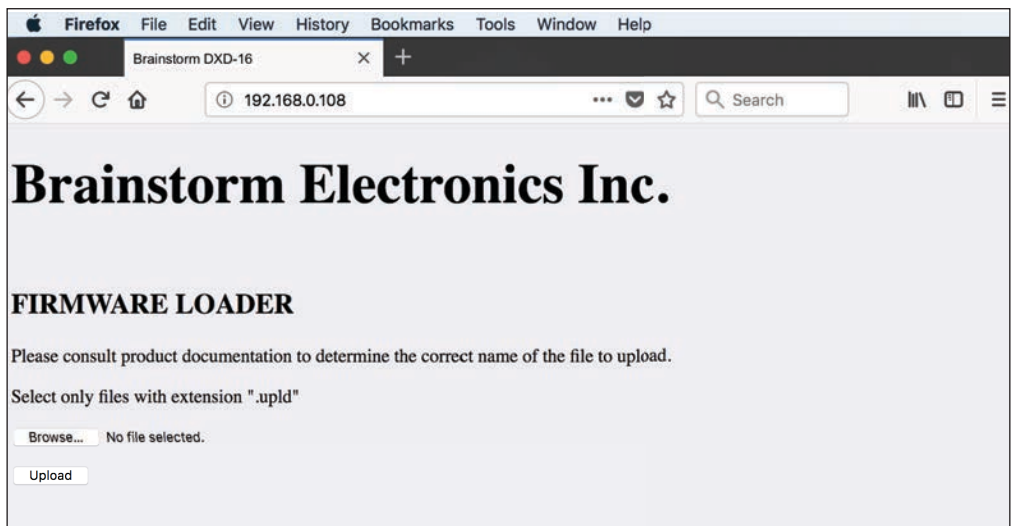 Firefox File Edit View History Bookmarks Tools Window Help
Brainstorm DXD-16
192.168.0.108
Search
Brainstorm Electronics Inc.
FIRMWARE LOADER
Please consult product documentation to determine the correct name of the file to upload.
Select only files with extension ".upld"
Browse... No file selected.
Upload